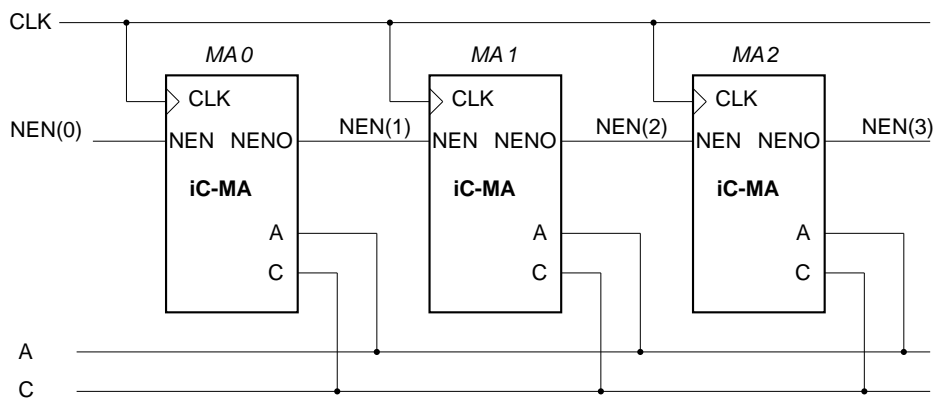 CLK
MA0 MA1 MA2
CLK CLK CLK
NEN(0) NEN(1) NEN(2) NEN(3)
NEN NENO NEN NENO NEN NENO
iC-MA iC-MA iC-MA
A A A
C C C
A
C